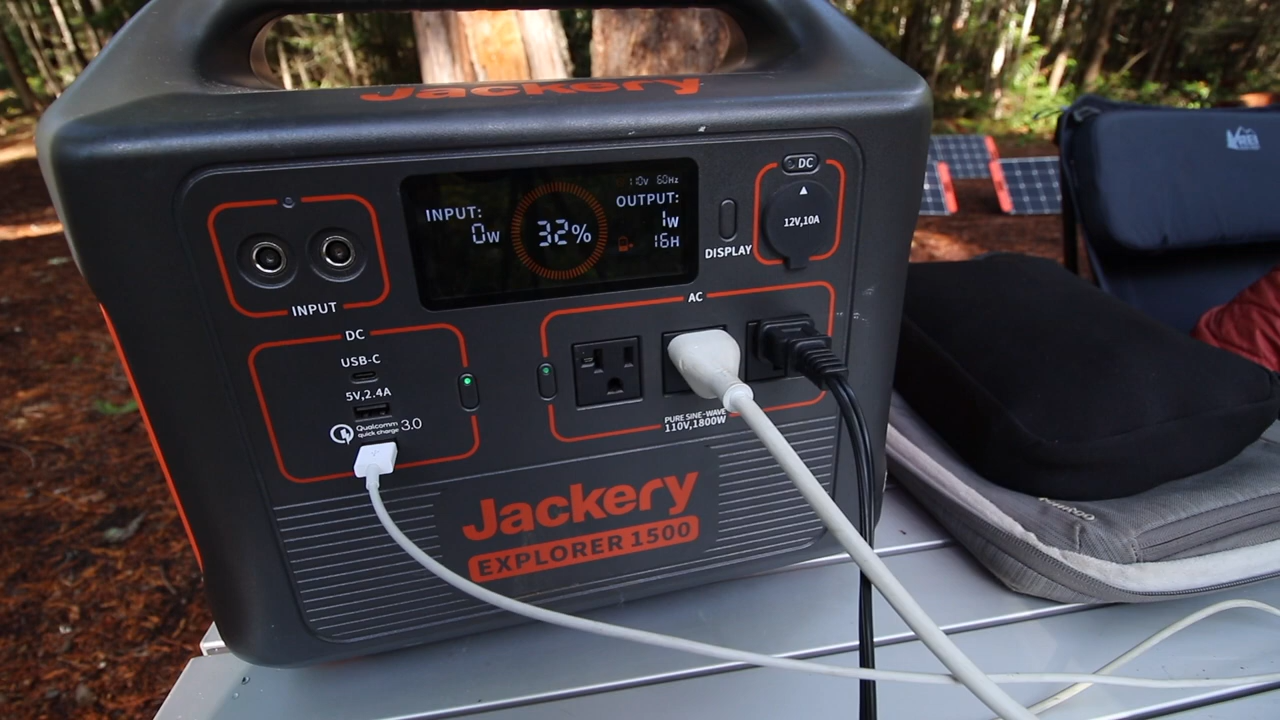 Jackery
INPUT:
0W
32%
110V 60Hz
OUTPUT:
1W
16H
DISPLAY
DC
12V,10A
INPUT
DC
USB-C
5V,2.4A
Qualcomm
quick charge 3.0
AC
PURE SINE-WAVE
110V,1800W
Jackery
EXPLORER 1500
REI